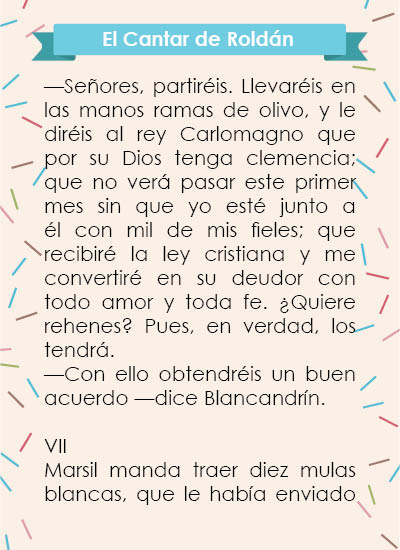 El Cantar de Roldán
—Señores, partiréis. Llevaréis en
las manos ramas de olivo, y le
diréis al rey Carlomagno que
por su Dios tenga clemencia;
que no verá pasar este primer
mes sin que yo esté junto a
él con mil de mis fieles; que
recibiré la ley cristiana y me
convertiré en su deudor con
todo amor y toda fe. ¿Quiere
rehenes? Pues, en verdad, los
tendrá.
—Con ello obtendréis un buen
acuerdo —dice Blancandrín.
VII
Marsil manda traer diez mulas
blancas, que le había enviado